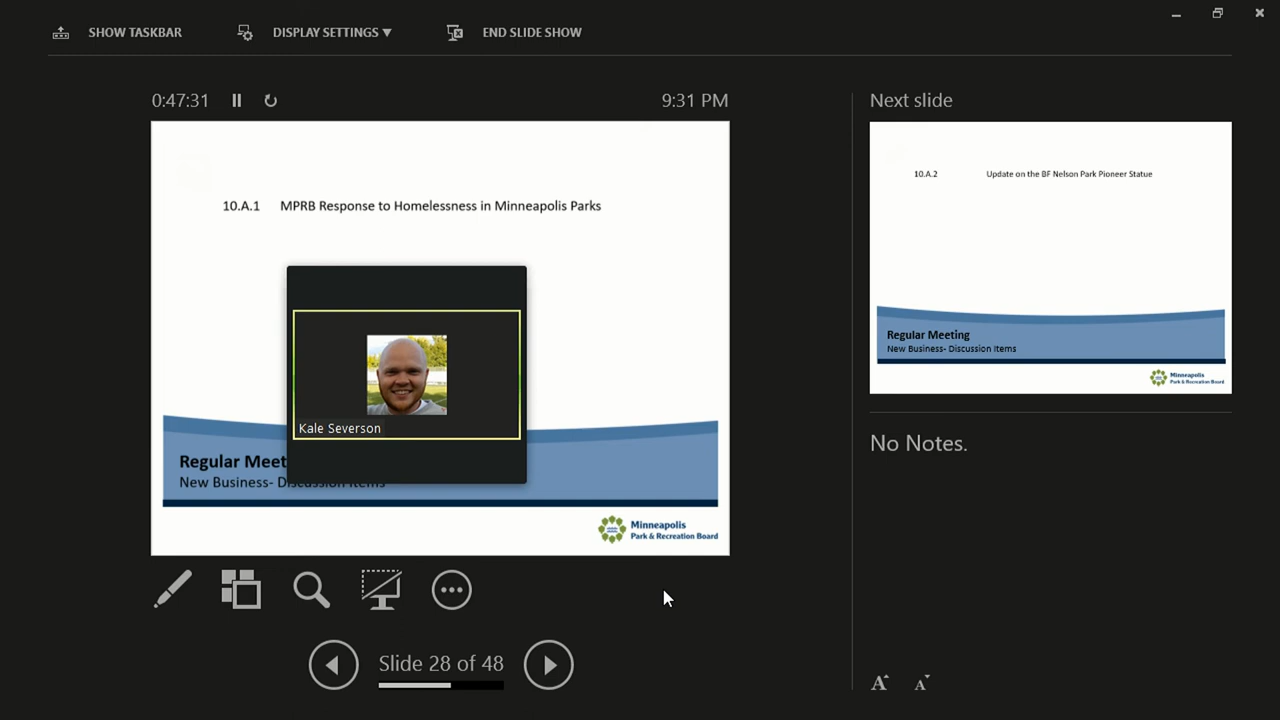 SHOW TASKBAR
DISPLAY SETTINGS ▼
END SLIDE SHOW
0:47:31
9:31 PM
10.A.1 MPRB Response to Homelessness in Minneapolis Parks
Kale Severson
Regular Meet
New Business- Discussion Items
Minneapolis
Park & Recreation Board
Slide 28 of 48
Next slide
10.A.2 Update on the BF Nelson Park Pioneer Statue
Regular Meeting
New Business- Discussion Items
Minneapolis
Park & Recreation Board
No Notes.
A A